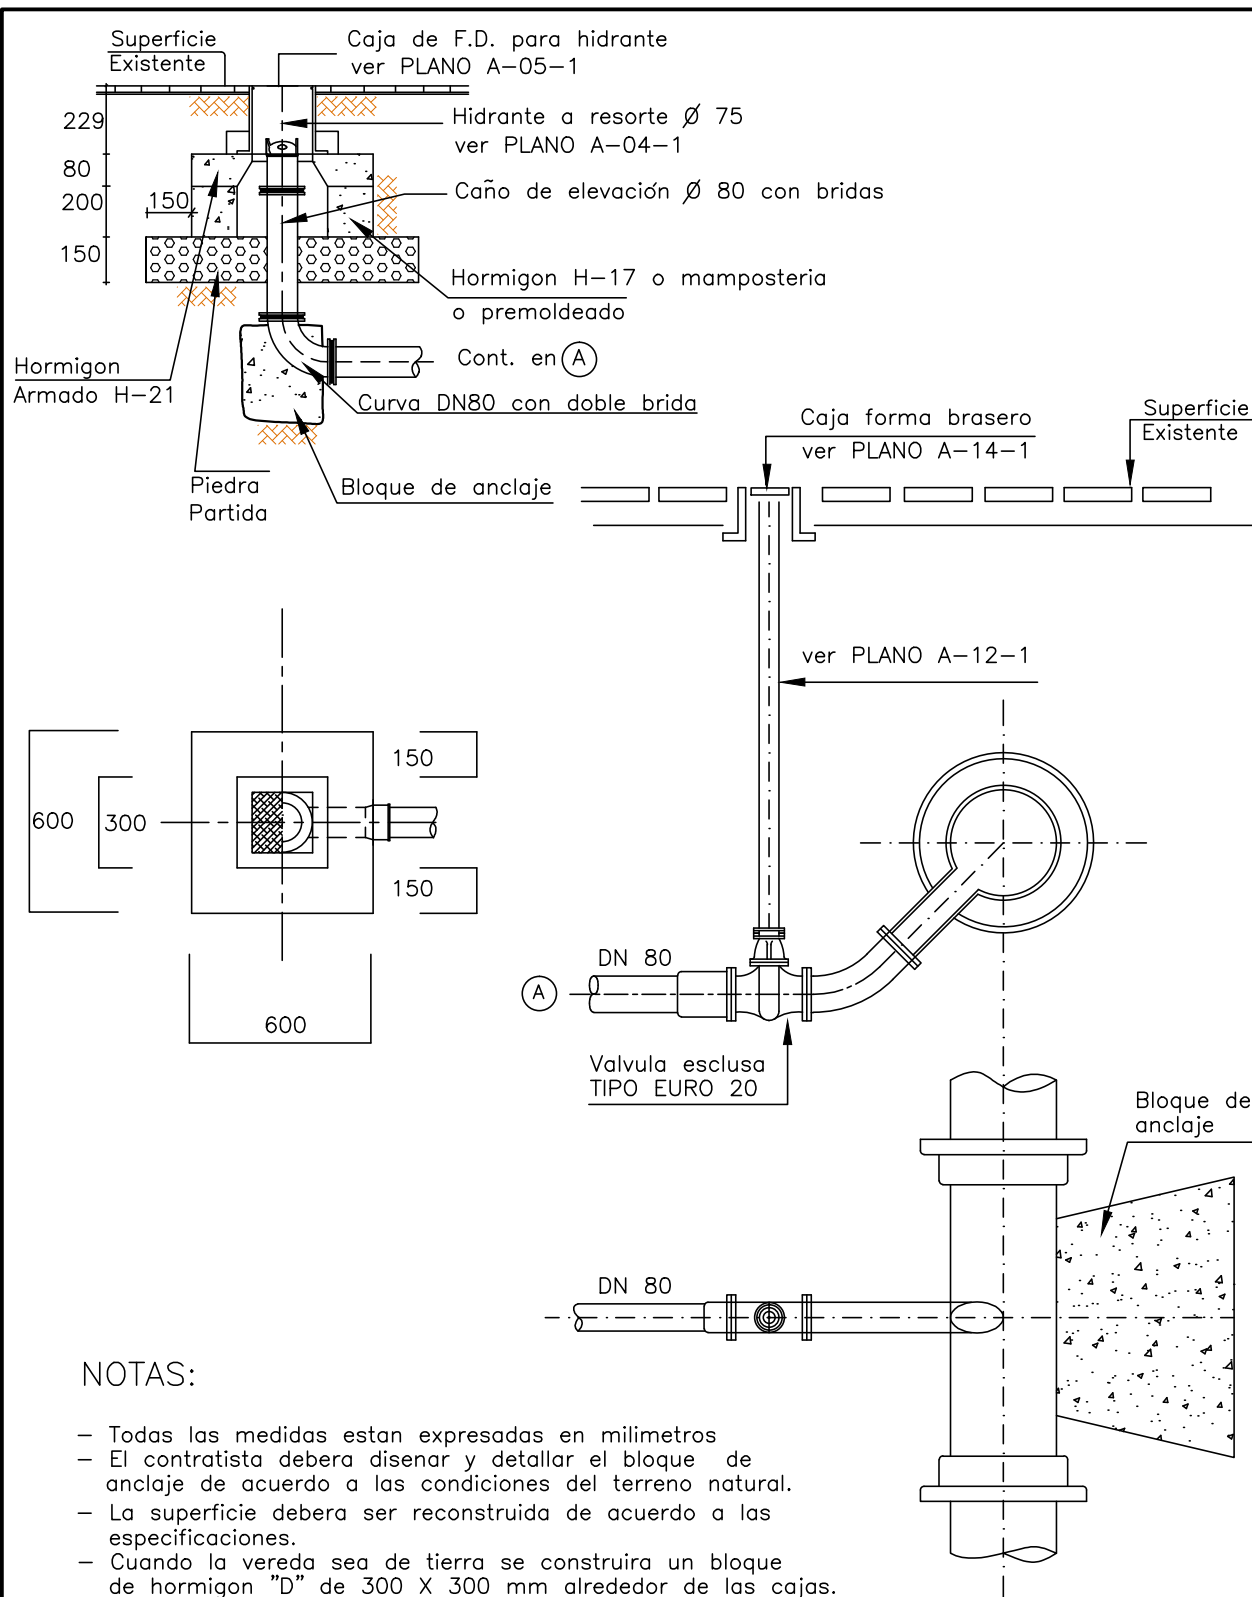 Superficie
Existente
Caja de F.D. para hidrante
ver PLANO A-05-1
229
Hidrante a resorte Ø 75
ver PLANO A-04-1
80
200
150
Caño de elevación Ø 80 con bridas
150
Hormigon H-17 o mamposteria
o premoldeado
Hormigon
Armado H-21
Cont. en A
Curva DN80 con doble brida
Piedra
Partida
Bloque de anclaje
Caja forma brasero
ver PLANO A-14-1
Superficie
Existente
ver PLANO A-12-1
150
600
300
150
600
DN 80
A
Valvula esclusa
TIPO EURO 20
Bloque de
anclaje
DN 80
NOTAS:
- Todas las medidas estan expresadas en milimetros
- El contratista debera disenar y detallar el bloque de
anclaje de acuerdo a las condiciones del terreno natural.
- La superficie debera ser reconstruida de acuerdo a las
especificaciones.
- Cuando la vereda sea de tierra se construira un bloque
de hormigon "D" de 300 X 300 mm alrededor de las cajas.